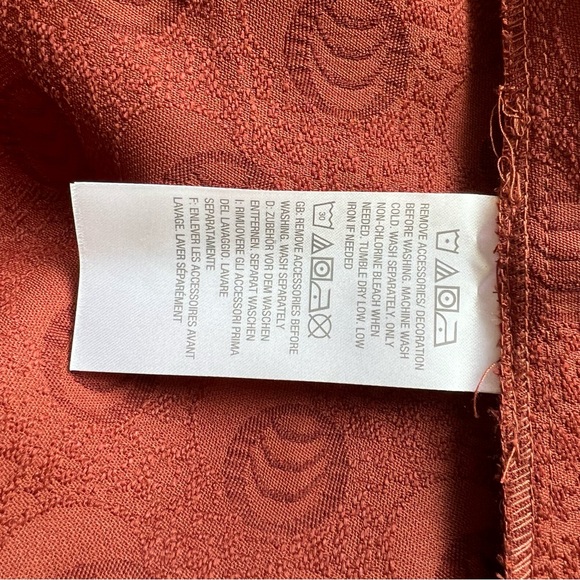 REMOVE ACCESSORIES/ DECORATION
BEFORE WASHING. MACHINE WASH
COLD. WASH SEPARATELY. ONLY
NON-CHLORINE BLEACH WHEN
NEEDED. TUMBLE DRY LOW. LOW
IRON IF NEEDED
30
GB: REMOVE ACCESSORIES BEFORE
WASHING. WASH SEPARATELY
D: ZUBEHÖR VOR DEM WASCHEN
ENTFERNEN. SEPARAT WASCHEN
I: RIMUOVERE GLI ACCESSORI PRIMA
DEL LAVAGGIO. LAVARE
SEPARATAMENTE
F: ENLEVER LES ACCESSOIRES AVANT
LAVAGE. LAVER SÉPARÉMENT